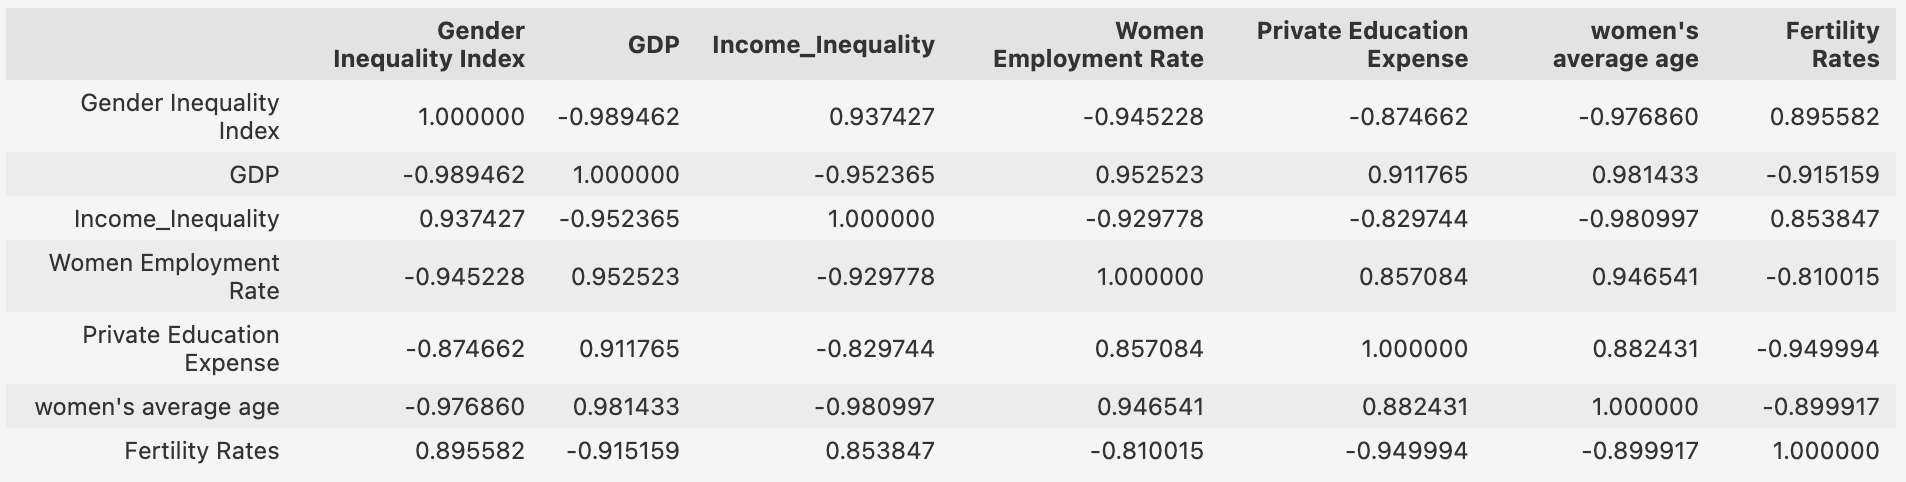 Gender Inequality Index GDP Income_Inequality Women Employment Rate Private Education Expense women's average age Fertility Rates
Gender Inequality Index 1.000000 -0.989462 0.937427 -0.945228 -0.874662 -0.976860 0.895582
GDP -0.989462 1.000000 -0.952365 0.952523 0.911765 0.981433 -0.915159
Income_Inequality 0.937427 -0.952365 1.000000 -0.929778 -0.829744 -0.980997 0.853847
Women Employment Rate -0.945228 0.952523 -0.929778 1.000000 0.857084 0.946541 -0.810015
Private Education Expense -0.874662 0.911765 -0.829744 0.857084 1.000000 0.882431 -0.949994
women's average age -0.976860 0.981433 -0.980997 0.946541 0.882431 1.000000 -0.899917
Fertility Rates 0.895582 -0.915159 0.853847 -0.810015 -0.949994 -0.899917 1.000000